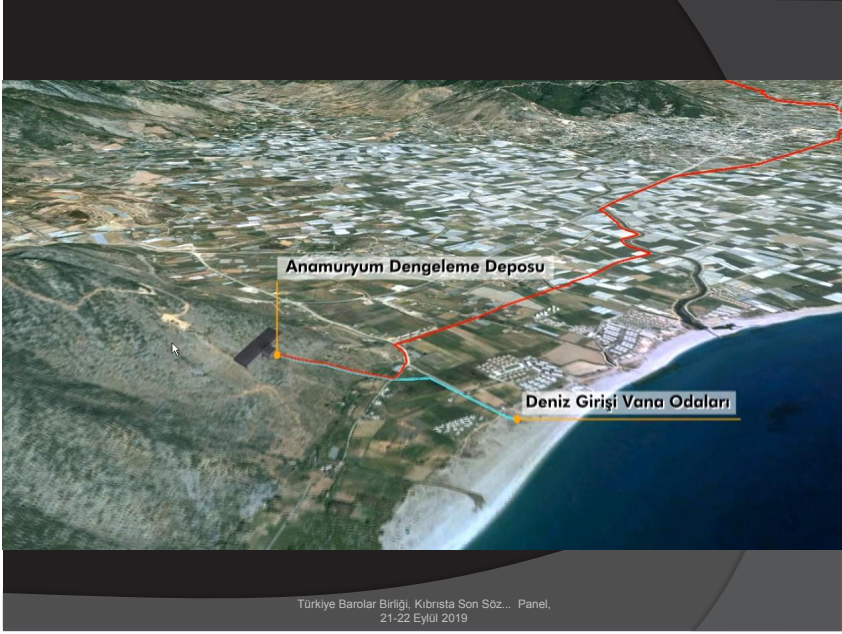 Anamuryum Dengeleme Deposu
Deniz Girişi Vana Odaları
Türkiye Barolar Birliği, Kıbrısta Son Söz... Panel,
21-22 Eylül 2019